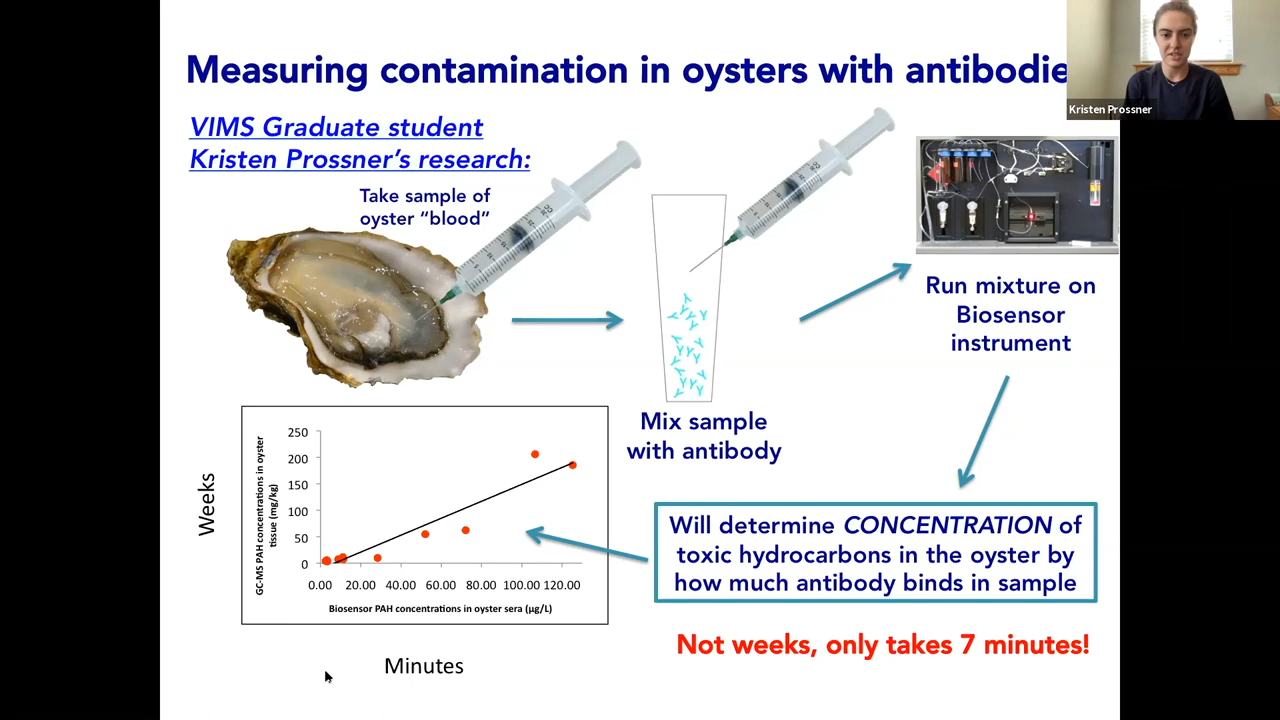 Measuring contamination in oysters with antibodie
Kristen Prossner
VIMS Graduate student
Kristen Prossner’s research:
Take sample of
oyster “blood”
Run mixture on
Biosensor
instrument
Mix sample
with antibody
Weeks
GC-MS PAH concentrations in oyster
tissue (mg/kg)
250
200
150
100
50
0
0.00 20.00 40.00 60.00 80.00 100.00 120.00
Biosensor PAH concentrations in oyster sera (µg/L)
Minutes
Will determine CONCENTRATION of
toxic hydrocarbons in the oyster by
how much antibody binds in sample
Not weeks, only takes 7 minutes!